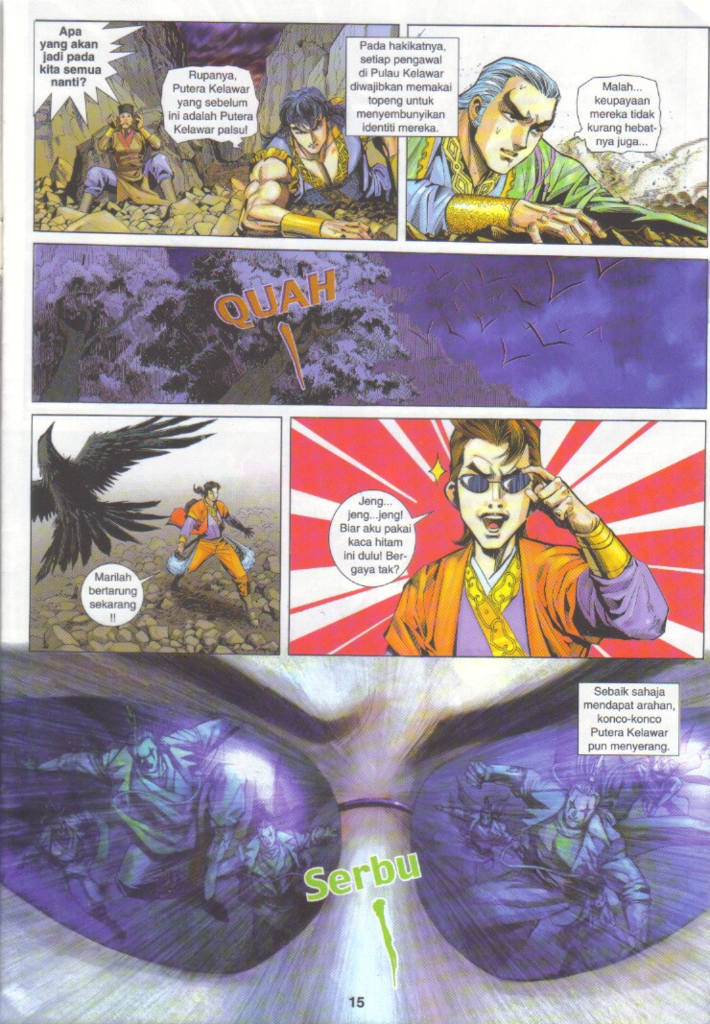 Apa
yang akan
jadi pada
kita semua
nanti?
Rupanya,
Putera Kelawar
yang sebelum
ini adalah Putera
Kelawar palsu!
Pada hakikatnya,
setiap pengawal
di Pulau Kelawar
diwajibkan memakai
topeng untuk
menyembunyikan
identiti mereka.
Malah...
keupayaan
mereka tidak
kurang hebat-
nya juga...
QUAH
!
Marilah
bertarung
sekarang
!!
Jeng...
jeng...jeng!
Biar aku pakai
kaca hitam
ini dulu! Ber-
gaya tak?
Sebaik sahaja
mendapat arahan,
konco-konco
Putera Kelawar
pun menyerang.
Serbu
!
15